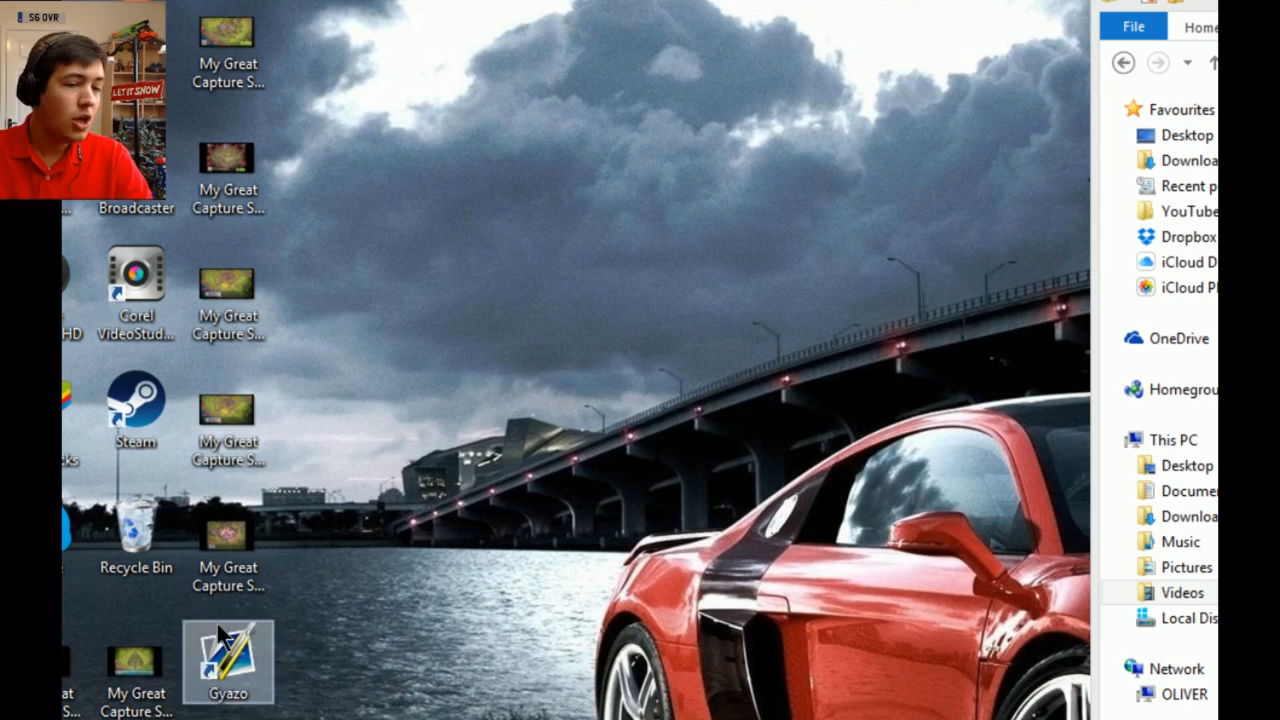 S6 OVR
LET IT SNOW
My Great
Capture S...
My Great
Capture S...
...
Broadcaster
HD
Corel
VideoStud...
My Great
Capture S...
cks
Steam
My Great
Capture S...
Recycle Bin
My Great
Capture S...
at
S...
My Great
Capture S...
Gyazo
File
Home
Favourites
Desktop
Downloa
Recent p
YouTube
Dropbox
iCloud D
iCloud P
OneDrive
Homegrou
This PC
Desktop
Docume
Downloa
Music
Pictures
Videos
Local Dis
Network
OLIVER